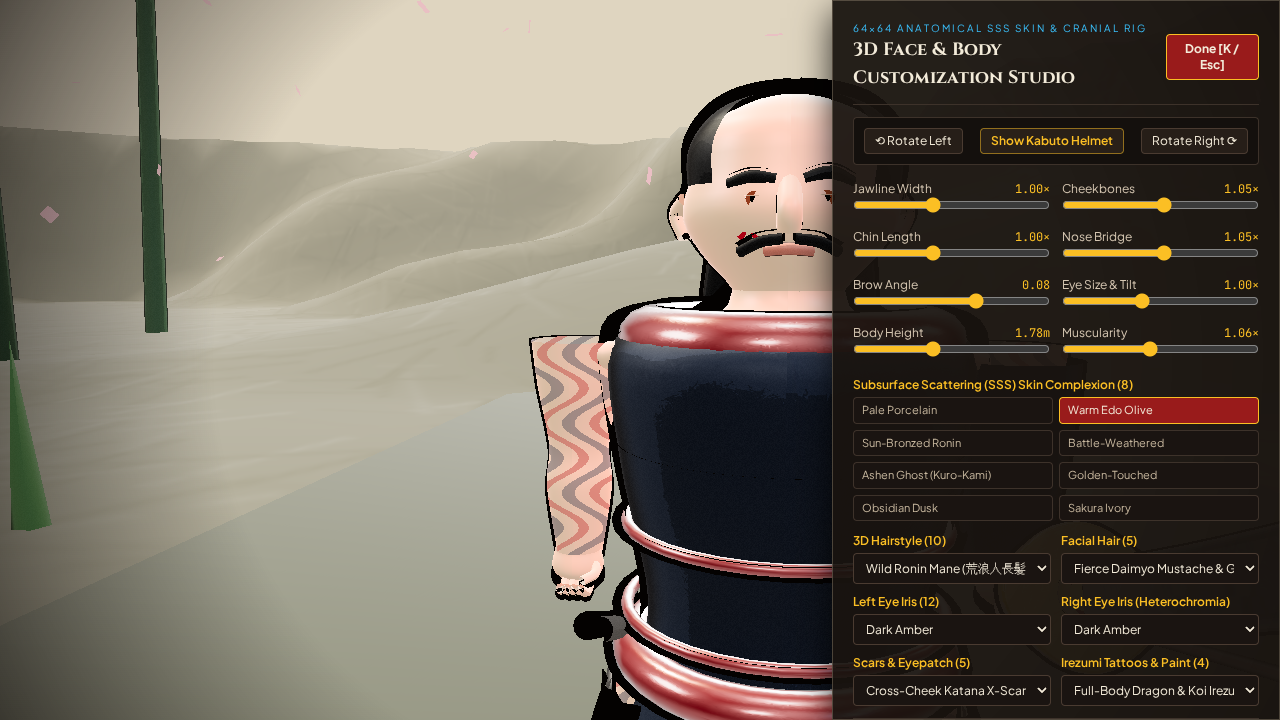 64×64 ANATOMICAL SSS SKIN & CRANIAL RIG
3D Face & Body
Customization Studio
Done [K /
Esc]
⟲ Rotate Left
Show Kabuto Helmet
Rotate Right ⟳
Jawline Width 1.00×
Cheekbones 1.05×
Chin Length 1.00×
Nose Bridge 1.05×
Brow Angle 0.08
Eye Size & Tilt 1.00×
Body Height 1.78m
Muscularity 1.06×
Subsurface Scattering (SSS) Skin Complexion (8)
Pale Porcelain
Warm Edo Olive
Sun-Bronzed Ronin
Battle-Weathered
Ashen Ghost (Kuro-Kami)
Golden-Touched
Obsidian Dusk
Sakura Ivory
3D Hairstyle (10)
Facial Hair (5)
Wild Ronin Mane (荒浪人長髪
Fierce Daimyo Mustache & G
Left Eye Iris (12)
Right Eye Iris (Heterochromia)
Dark Amber
Dark Amber
Scars & Eyepatch (5)
Irezumi Tattoos & Paint (4)
Cross-Cheek Katana X-Scar
Full-Body Dragon & Koi Irezu